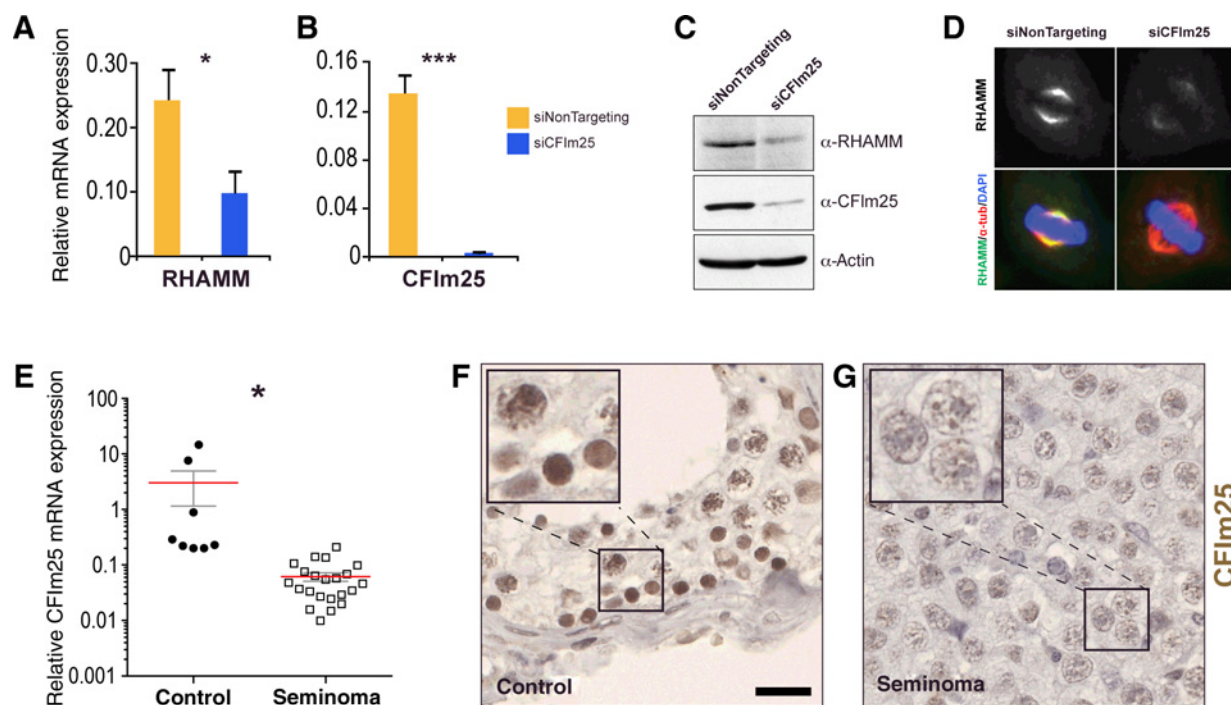 A
Relative mRNA expression
0.30
0.20
0.10
0
*
RHAMM
B
0.16
0.12
0.08
0.04
0
***
CFIm25
siNonTargeting
siCFIm25
C
siNonTargeting
siCFIm25
α-RHAMM
α-CFIm25
α-Actin
D
siNonTargeting
siCFIm25
RHAMM
RHAMM/α-tub/DAPI
E
Relative CFIm25 mRNA expression
100
10
1
0.1
0.01
0.001
*
Control
Seminoma
F
Control
G
Seminoma
CFIm25